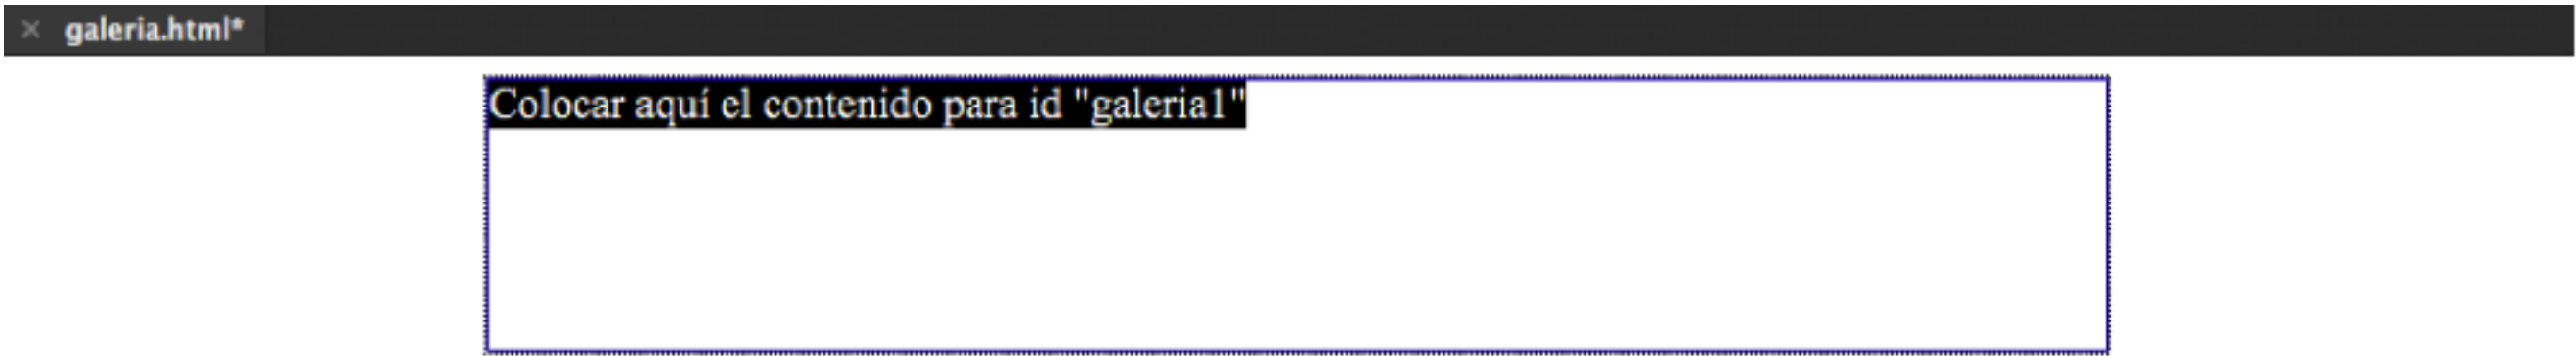 galeria.html*
Colocar aquí el contenido para id "galeria1"